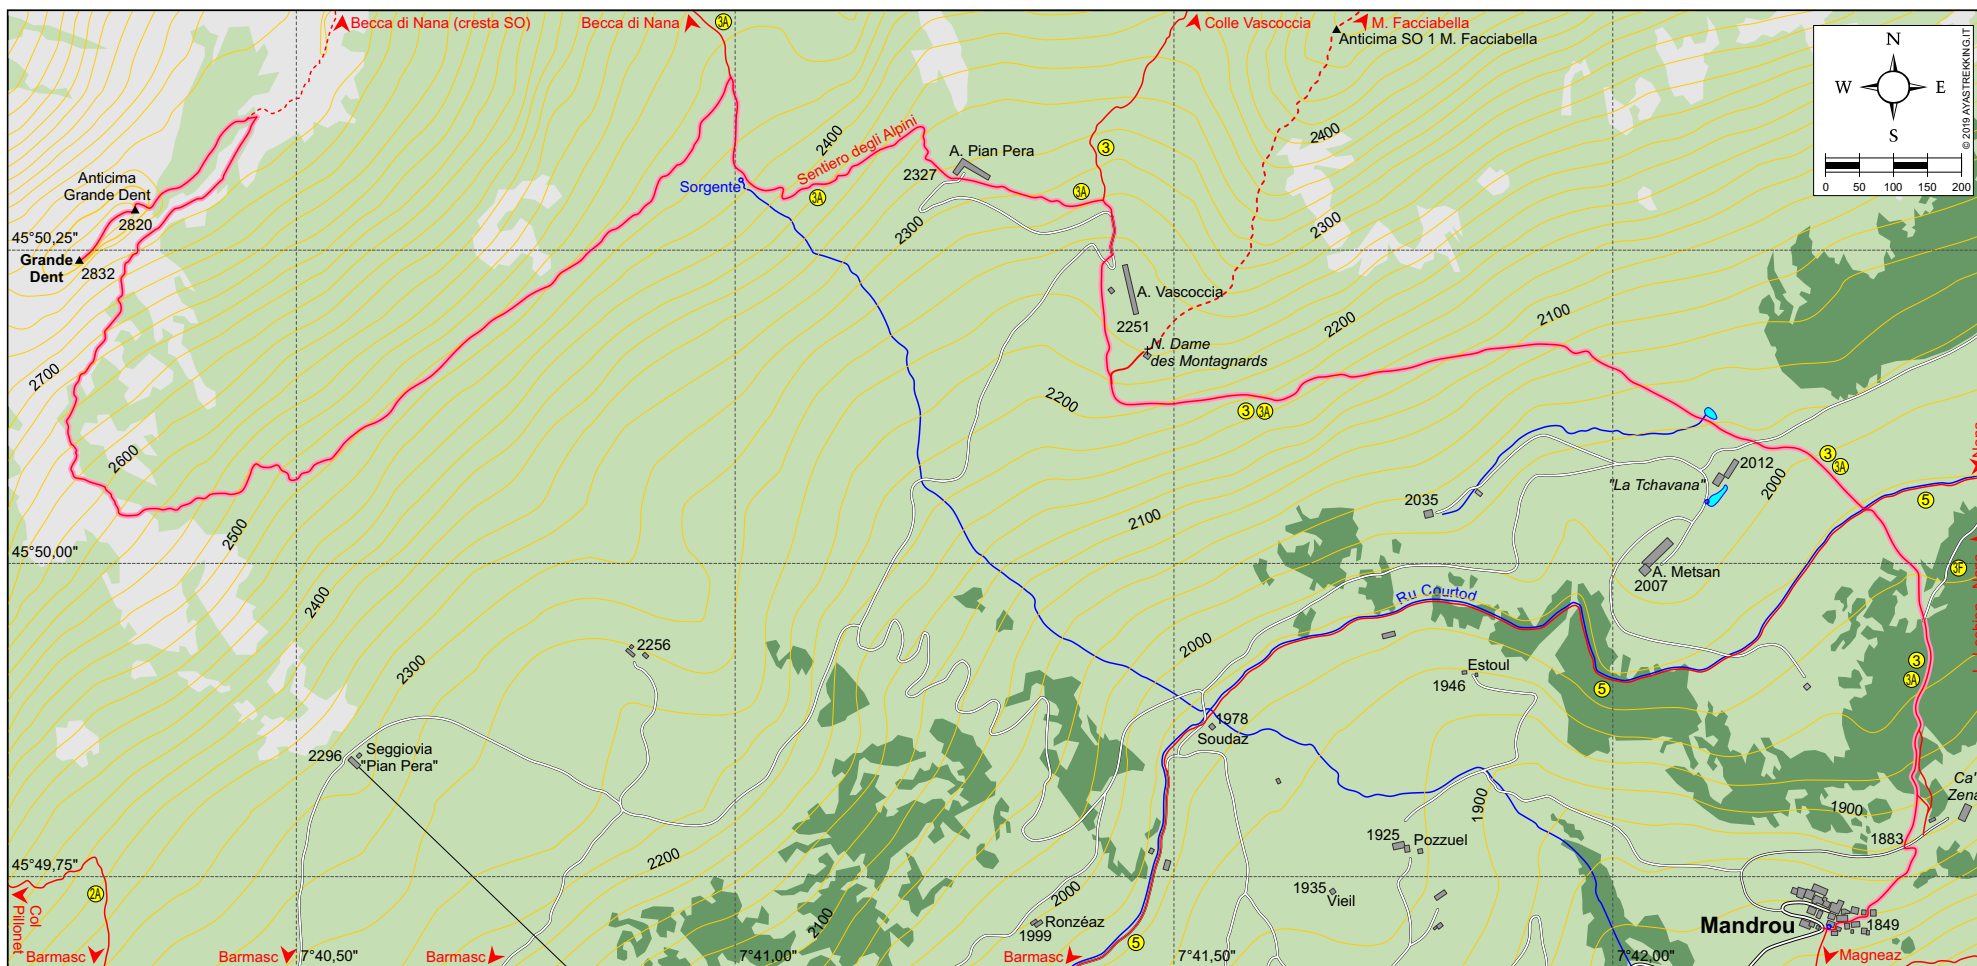 Becca di Nana (cresta SO)
Becca di Nana
3A
Colle Vascoccia
M. Facciabella
Anticima SO 1 M. Facciabella
N
W E
S
0 50 100 150 200
© 2019 AYASTREKKING.IT
2400
Sentiero degli Alpini
3A
A. Pian Pera
2327
3
3A
2400
2300
Sorgente
Anticima
Grande Dent
2820
45°50,25"
Grande
Dent
2832
2300
A. Vascoccia
2251
N. Dame
des Montagnards
2200
2100
2700
2200
3 3A
2600
2500
2400
2300
45°50,00"
2100
2035
"La Tchavana"
2012
2000
3
3A
5
A. Metsan
2007
3F
Ru Courtod
2000
5
3
3A
2256
Estoul
1946
1978
Soudaz
2296
Seggiovia
"Pian Pera"
1900
1925
Pozzuel
1900
1883
Ca'
Zena
45°49,75"
2200
2000
2100
1935
Vieil
Ronzéaz
1999
Mandrou
1849
2A
Col
Pillonet
Barmasc
Barmasc
7°40,50"
Barmasc
7°41,00"
Barmasc
5
7°41,50"
7°42,00"
Magneaz